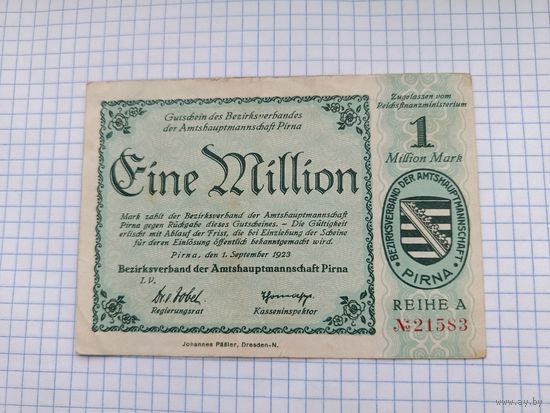 Gutschein des Bezirksverbandes
der Amtshauptmannschaft Pirna
Eine Million
Mark zahlt der Bezirksverband der Amtshauptmannschaft
Pirna gegen Rückgabe dieses Gutscheines. – Die Gültigkeit
erlischt mit Ablauf der Frist, die bei Einziehung der Scheine
für deren Einlösung öffentlich bekanntgemacht wird.
Pirna, den 1. September 1923
Bezirksverband der Amtshauptmannschaft Pirna
I. V.
Regierungsrat
Kasseninspektor
Johannes Päßler, Dresden-N.
Zugelassen vom
Reichsfinanzministerium
1
Million Mark
BEZIRKSVERBAND DER AMTSHAUPTMANNSCHAFT
PIRNA
REIHE A
№21583
www.ay.by